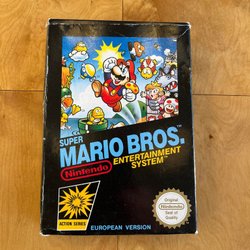 SUPER
MARIO BROS.
Nintendo
ENTERTAINMENT
SYSTEM
ACTION SERIES
EUROPEAN VERSION
Original
Nintendo
Seal of
Quality